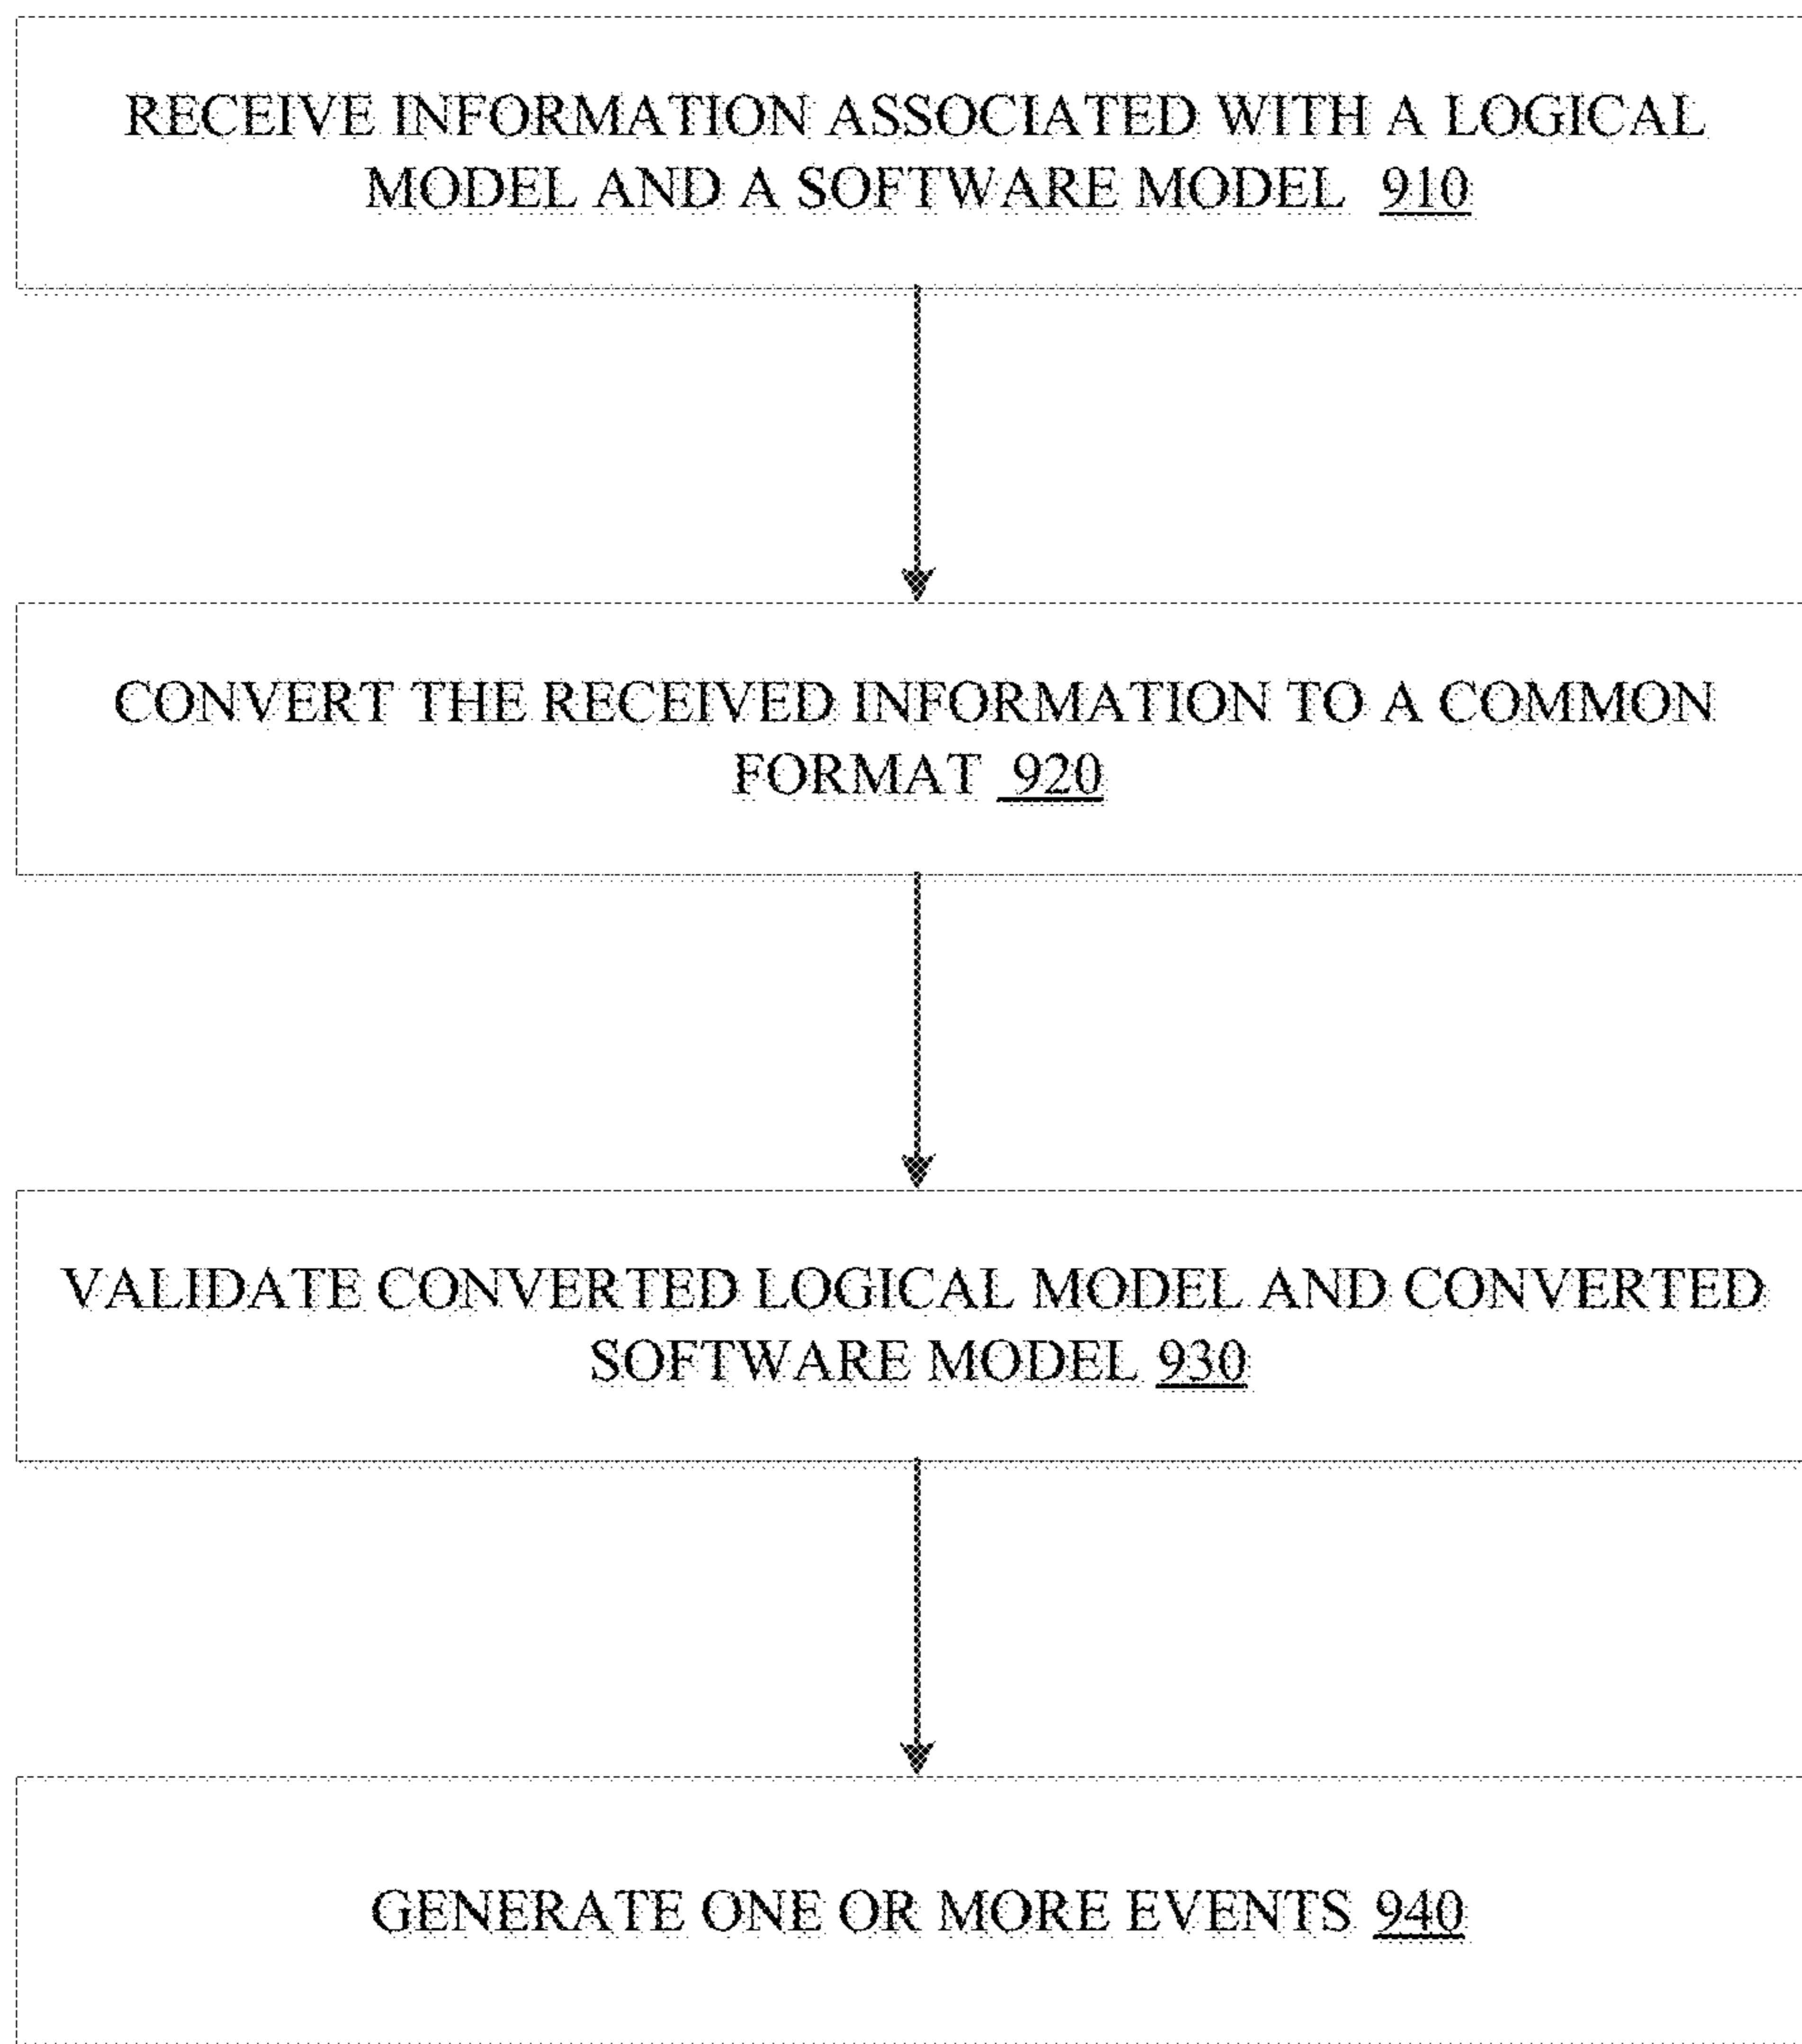 RECEIVE INFORMATION ASSOCIATED WITH A LOGICAL
MODEL AND A SOFTWARE MODEL 910
CONVERT THE RECEIVED INFORMATION TO A COMMON
FORMAT 920
VALIDATE CONVERTED LOGICAL MODEL AND CONVERTED
SOFTWARE MODEL 930
GENERATE ONE OR MORE EVENTS 940